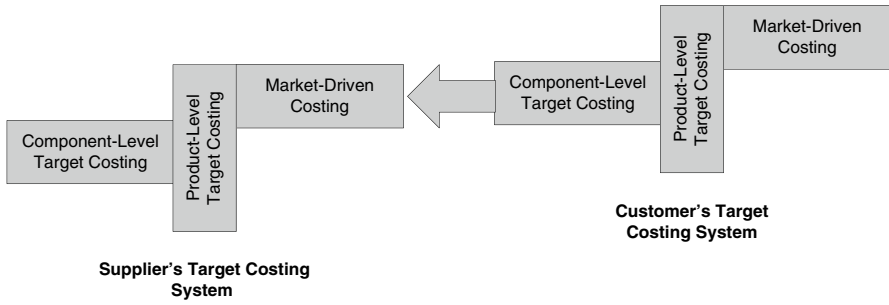 Component-Level
Target Costing
Product-Level
Target Costing
Market-Driven
Costing
Supplier's Target Costing
System
Component-Level
Target Costing
Product-Level
Target Costing
Market-Driven
Costing
Customer's Target
Costing System